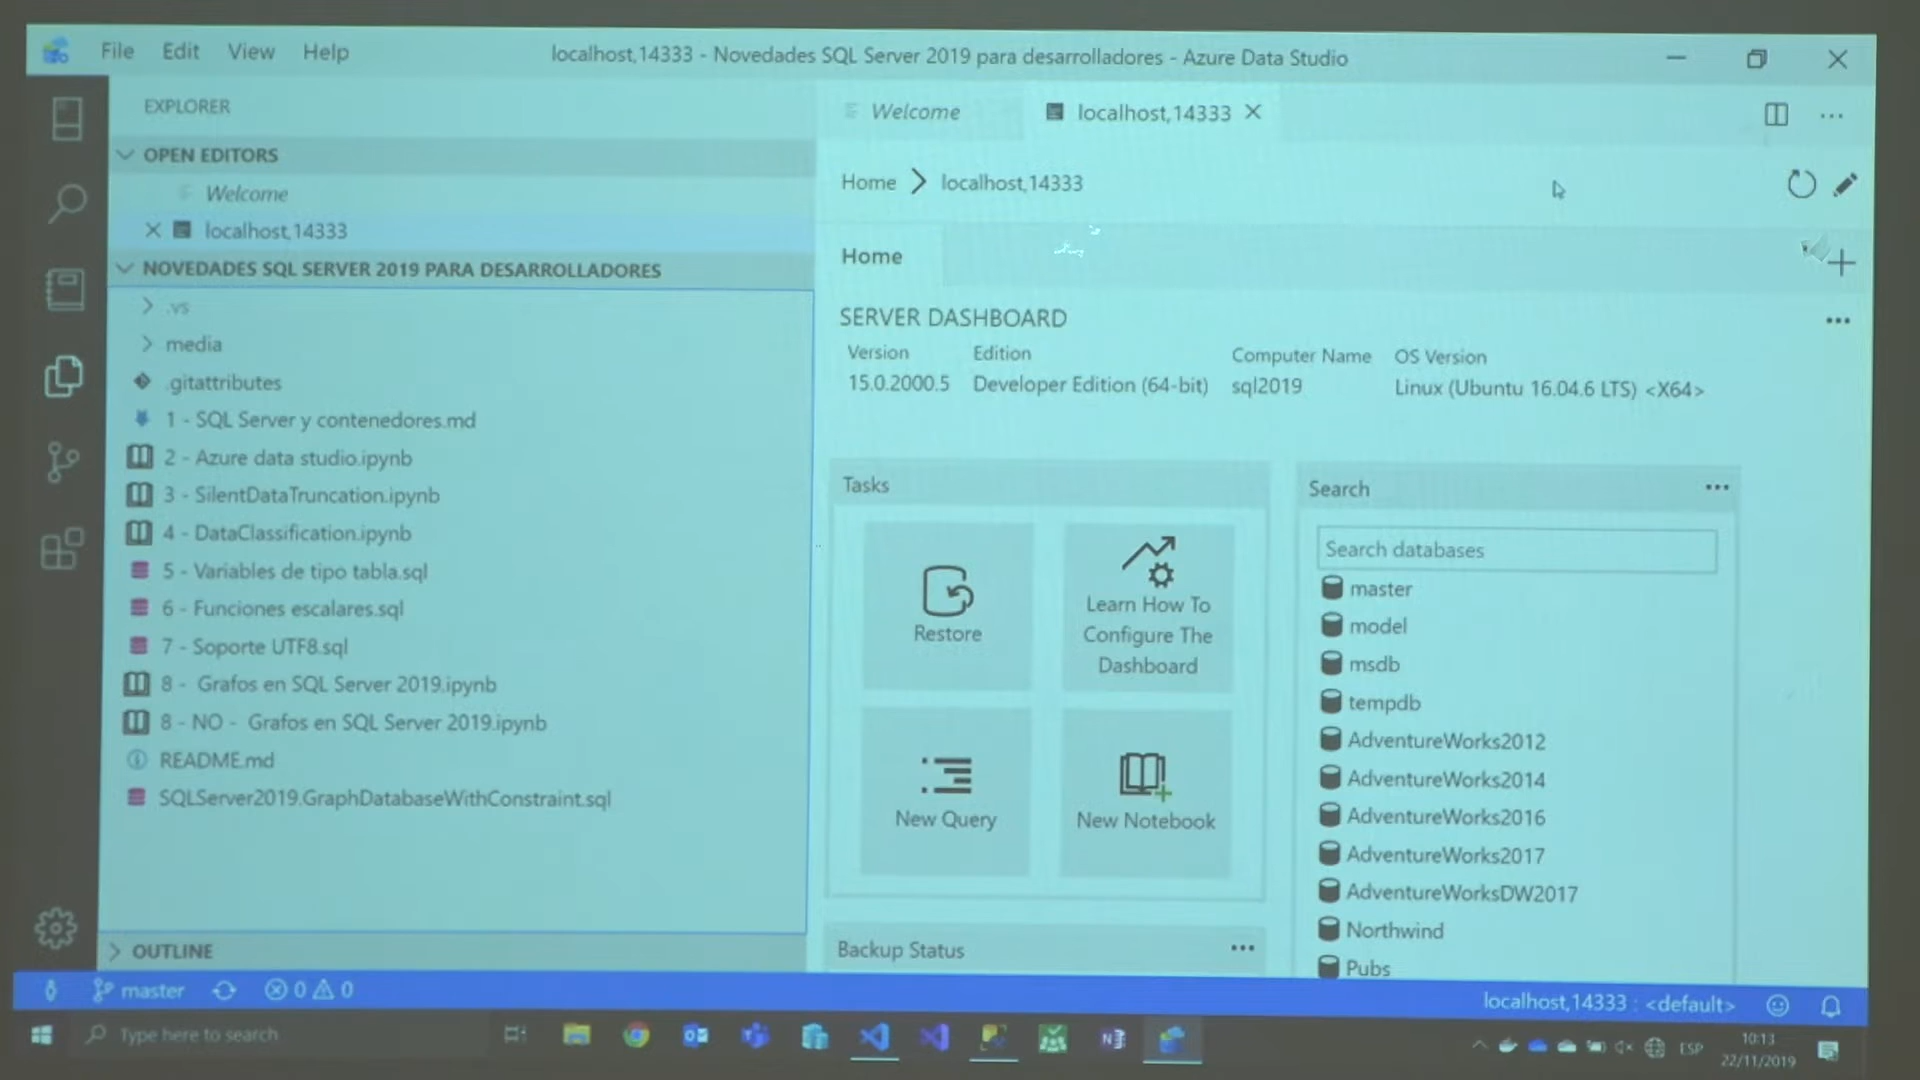 File Edit View Help
localhost,14333 - Novedades SQL Server 2019 para desarrolladores - Azure Data Studio
EXPLORER
OPEN EDITORS
Welcome
localhost,14333
NOVEDADES SQL SERVER 2019 PARA DESARROLLADORES
.vs
media
.gitattributes
1 - SQL Server y contenedores.md
2 - Azure data studio.ipynb
3 - SilentDataTruncation.ipynb
4 - DataClassification.ipynb
5 - Variables de tipo tabla.sql
6 - Funciones escalares.sql
7 - Soporte UTF8.sql
8 - Grafos en SQL Server 2019.ipynb
8 - NO - Grafos en SQL Server 2019.ipynb
README.md
SQLServer2019.GraphDatabaseWithConstraint.sql
OUTLINE
Welcome
localhost,14333
Home > localhost,14333
Home
SERVER DASHBOARD
Version Edition Computer Name OS Version
15.0.2000.5 Developer Edition (64-bit) sql2019 Linux (Ubuntu 16.04.6 LTS) <X64>
Tasks
Restore
Learn How To
Configure The
Dashboard
New Query
New Notebook
Backup Status
Search
Search databases
master
model
msdb
tempdb
AdventureWorks2012
AdventureWorks2014
AdventureWorks2016
AdventureWorks2017
AdventureWorksDW2017
Northwind
Pubs
master 0 0
localhost,14333 : <default>
Type here to search
ESP
10:13
22/11/2019